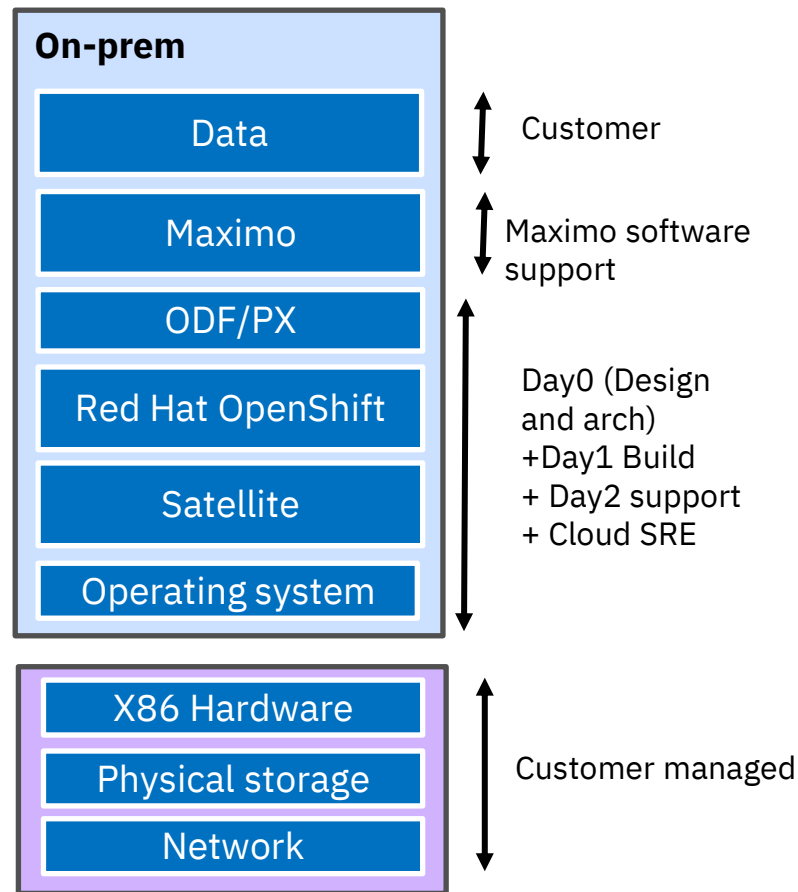 On-prem
Data
Customer
Maximo
Maximo software
support
ODF/PX
Red Hat OpenShift
Satellite
Operating system
Day0 (Design
and arch)
+Day1 Build
+ Day2 support
+ Cloud SRE
X86 Hardware
Physical storage
Network
Customer managed